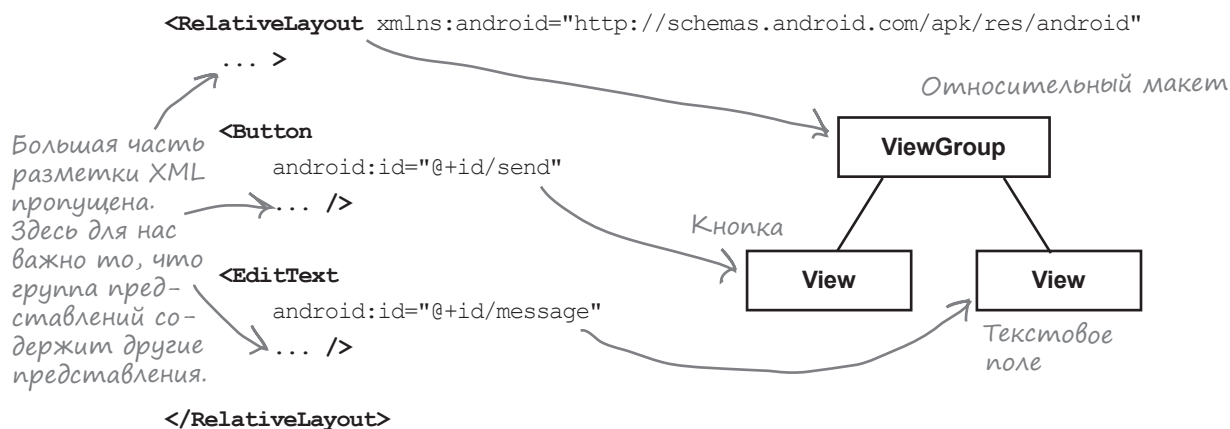 <RelativeLayout xmlns:android="http://schemas.android.com/apk/res/android"
... >
Относительный макет
Большая часть
разметки XML
пропущена.
Здесь для нас
важно то, что
группа пред-
ставлений со-
держит другие
представления.
<Button
android:id="@+id/send"
... />
<EditText
android:id="@+id/message"
... />
</RelativeLayout>
ViewGroup
Кнопка
View
View
Текстовое
поле